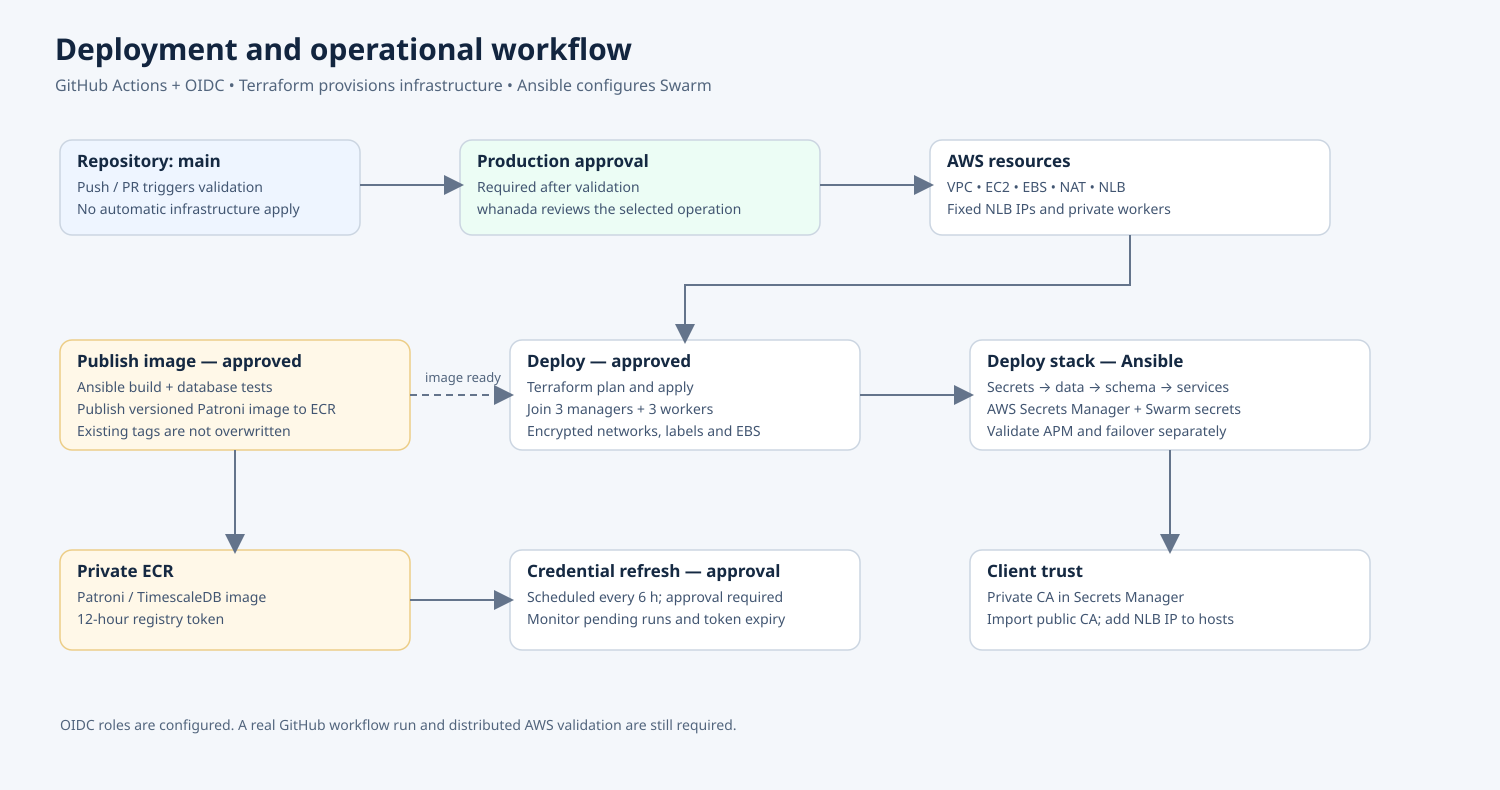 Deployment and operational workflow
GitHub Actions + OIDC • Terraform provisions infrastructure • Ansible configures Swarm
Repository: main
Push / PR triggers validation
No automatic infrastructure apply
Production approval
Required after validation
whanada reviews the selected operation
AWS resources
VPC • EC2 • EBS • NAT • NLB
Fixed NLB IPs and private workers
Publish image — approved
Ansible build + database tests
Publish versioned Patroni image to ECR
Existing tags are not overwritten
image ready
Deploy — approved
Terraform plan and apply
Join 3 managers + 3 workers
Encrypted networks, labels and EBS
Deploy stack — Ansible
Secrets → data → schema → services
AWS Secrets Manager + Swarm secrets
Validate APM and failover separately
Private ECR
Patroni / TimescaleDB image
12-hour registry token
Credential refresh — approval
Scheduled every 6 h; approval required
Monitor pending runs and token expiry
Client trust
Private CA in Secrets Manager
Import public CA; add NLB IP to hosts
OIDC roles are configured. A real GitHub workflow run and distributed AWS validation are still required.